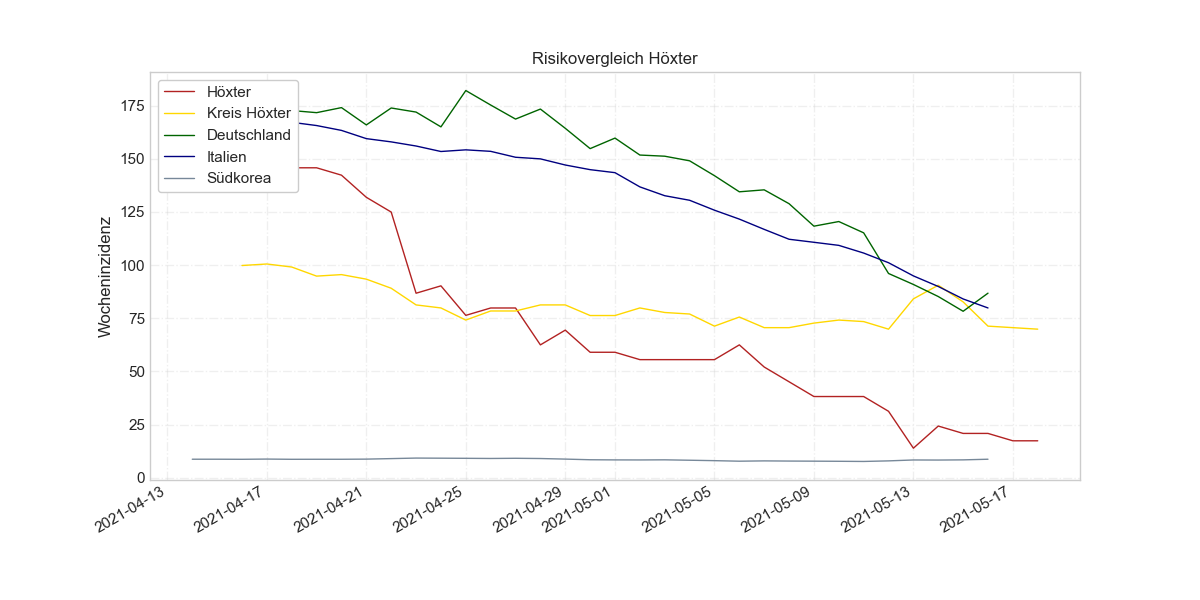 Risikovergleich Höxter
Höxter
Kreis Höxter
Deutschland
Italien
Südkorea
Wocheninzidenz
175
150
125
100
75
50
25
0
2021-04-13
2021-04-17
2021-04-21
2021-04-25
2021-04-29
2021-05-01
2021-05-05
2021-05-09
2021-05-13
2021-05-17